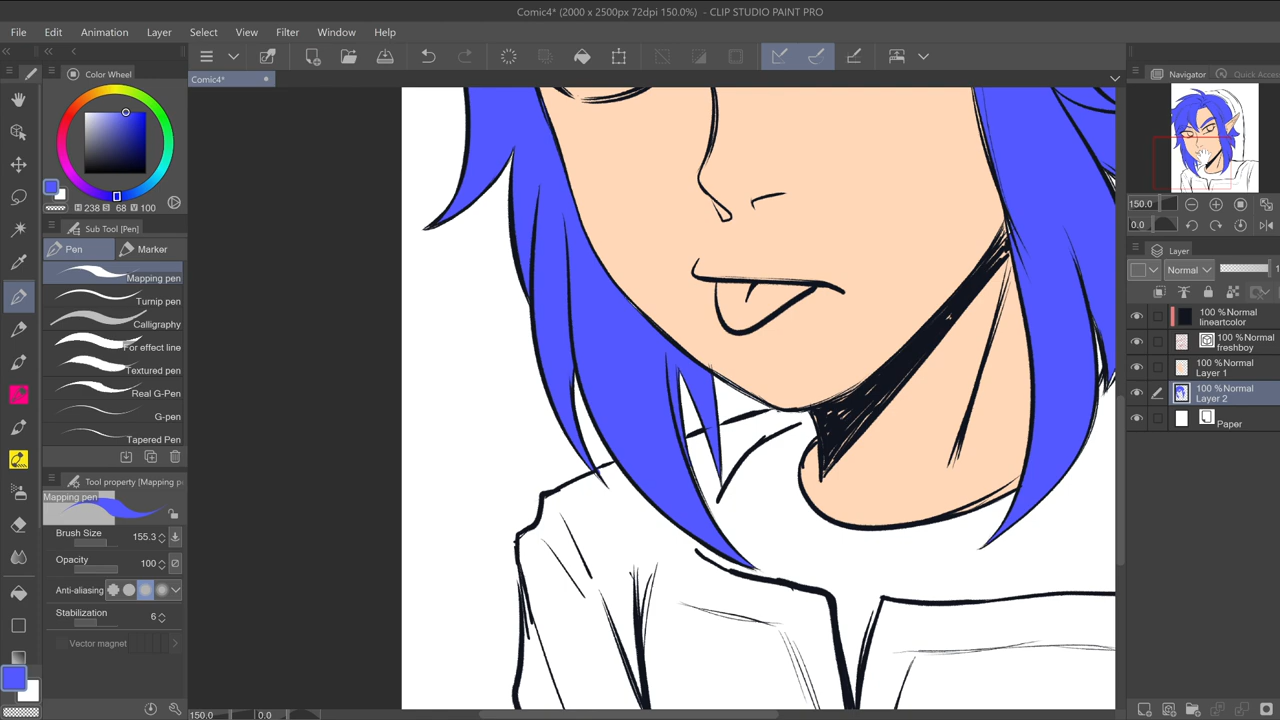 Comic4* (2000 x 2500px 72dpi 150.0%) - CLIP STUDIO PAINT PRO
File Edit Animation Layer Select View Filter Window Help
Color Wheel
Comic4*
Navigator
Quick Access
150.0
0.0
H 238 S 68 V 100
Sub Tool [Pen]
Pen Marker
Mapping pen
Turnip pen
Calligraphy
For effect line
Textured pen
Real G-Pen
G-pen
Tapered Pen
Tool property [Mapping p
Mapping pen
Brush Size 155.3
Opacity 100
Anti-aliasing
Stabilization 6
Vector magnet
Layer
Normal
100 %Normal
lineartcolor
100 %Normal
freshboy
100 %Normal
Layer 1
100 %Normal
Layer 2
Paper
150.0 0.0